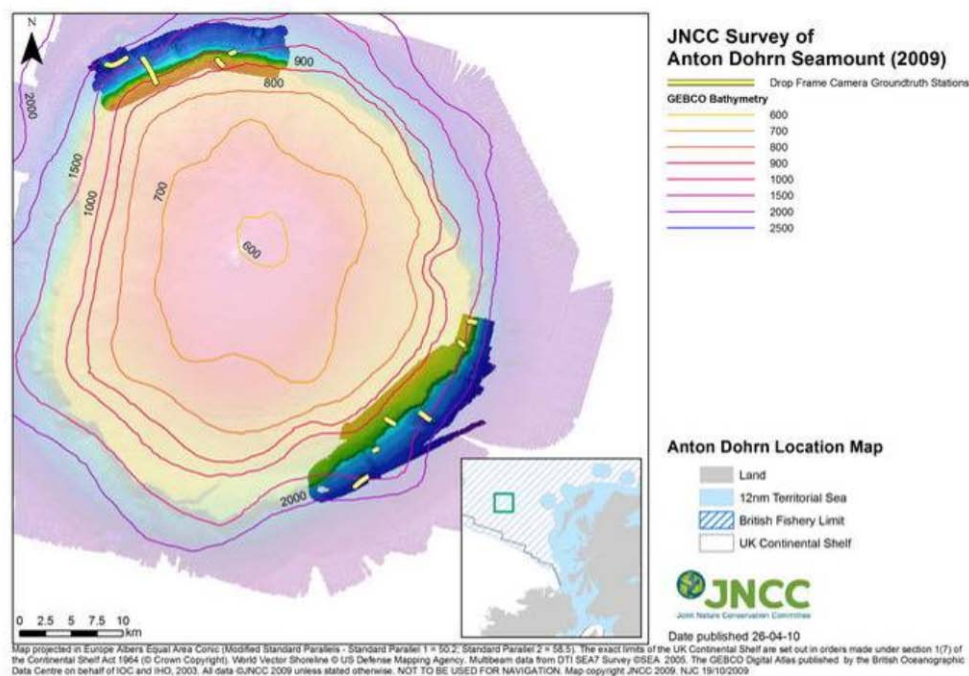 JNCC Survey of
Anton Dohrn Seamount (2009)
Drop Frame Camera Groundtruth Stations
GEBCO Bathymetry
600
700
800
900
1000
1500
2000
2500
N
900
800
2000
1500
1000
700
600
2000
Anton Dohrn Location Map
Land
12nm Territorial Sea
British Fishery Limit
UK Continental Shelf
JNCC
Joint Nature Conservation Committee
Date published 26-04-10
0 2.5 5 7.5 10
km
Map projected in Europe Albers Equal Area Conic (Modified Standard Parallels - Standard Parallel 1 = 50.2; Standard Parallel 2 = 58.5). The exact limits of the UK Continental Shelf are set out in orders made under section 1(7) of
the Continental Shelf Act 1964 (© Crown Copyright). World Vector Shoreline © US Defense Mapping Agency. Multibeam data from DTI SEA7 Survey ©SEA 2005. The GEBCO Digital Atlas published by the British Oceanographic
Data Centre on behalf of IOC and IHO, 2003. All data ©JNCC 2009 unless stated otherwise. NOT TO BE USED FOR NAVIGATION. Map copyright JNCC 2009. NJC 19/10/2009